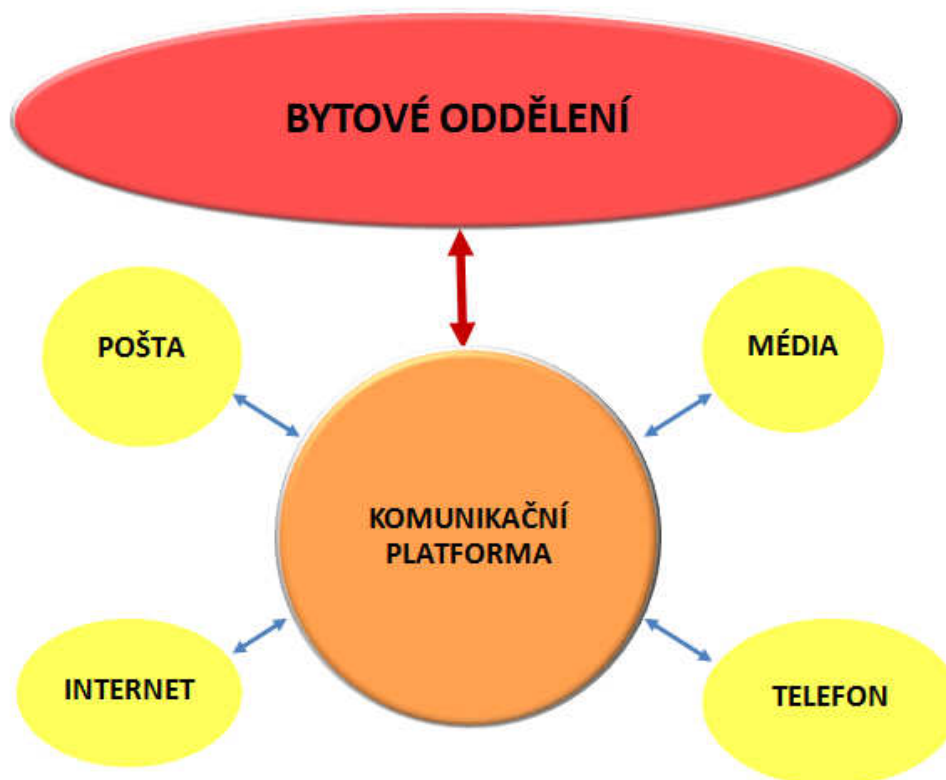 BYTOVÉ ODDĚLENÍ
POŠTA
MÉDIA
KOMUNIKAČNÍ
PLATFORMA
INTERNET
TELEFON